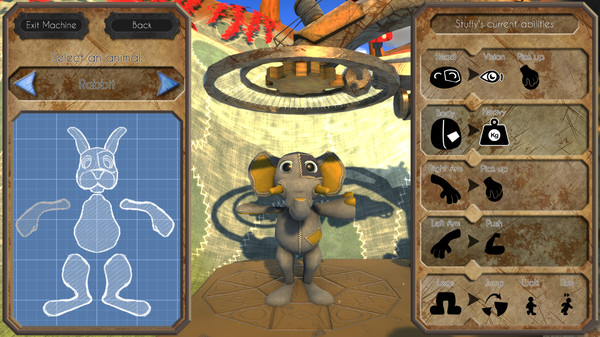 Exit Machine
Back
Select an animal
Rabbit
Stuffy's current abilities
Head
Vision
Pick up
Body
Heavy
Kg
Right Arm
Pick up
Left Arm
Push
Legs
Jump
Walk
Run